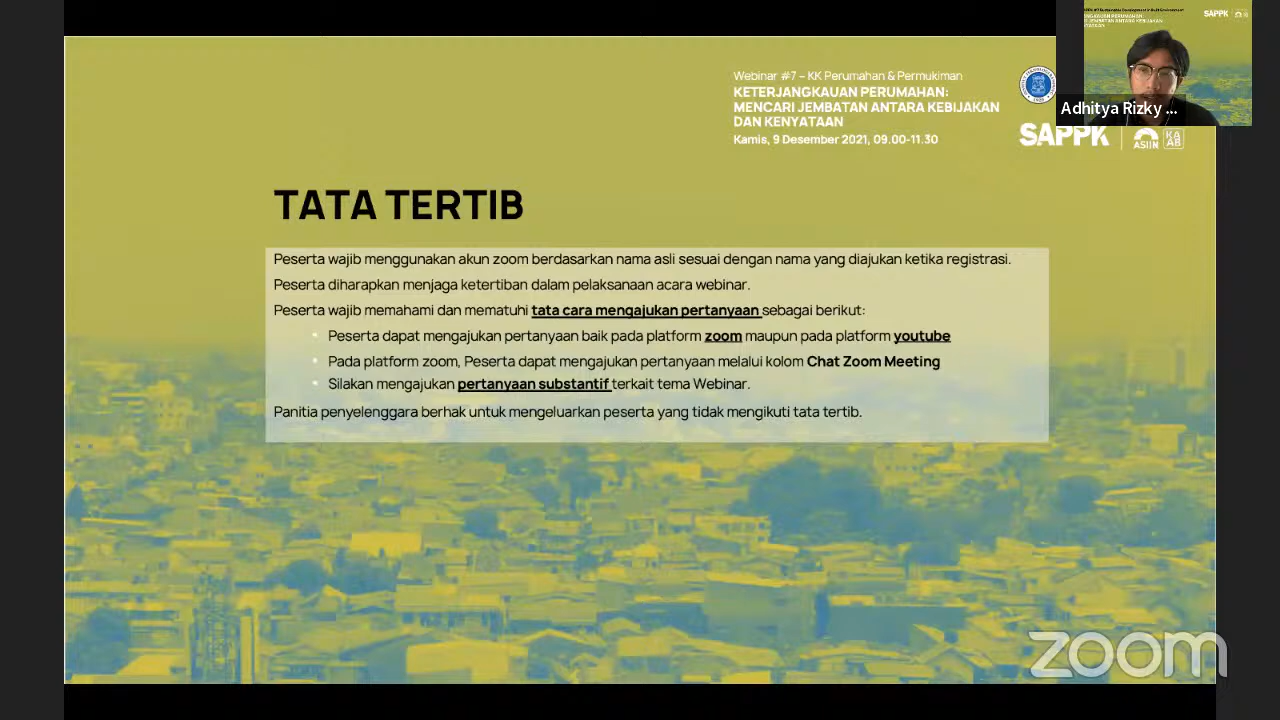 Webinar #7 – KK Perumahan & Permukiman
KETERJANGKAUAN PERUMAHAN:
MENCARI JEMBATAN ANTARA KEBIJAKAN
DAN KENYATAAN
Kamis, 9 Desember 2021, 09.00-11.30
SAPPK
ASIIN
KA
AB
SAPPK
Adhitya Rizky ...
TATA TERTIB
Peserta wajib menggunakan akun zoom berdasarkan nama asli sesuai dengan nama yang diajukan ketika registrasi.
Peserta diharapkan menjaga ketertiban dalam pelaksanaan acara webinar.
Peserta wajib memahami dan mematuhi tata cara mengajukan pertanyaan sebagai berikut:
• Peserta dapat mengajukan pertanyaan baik pada platform zoom maupun pada platform youtube
• Pada platform zoom, Peserta dapat mengajukan pertanyaan melalui kolom Chat Zoom Meeting
• Silakan mengajukan pertanyaan substantif terkait tema Webinar.
Panitia penyelenggara berhak untuk mengeluarkan peserta yang tidak mengikuti tata tertib.
zoom